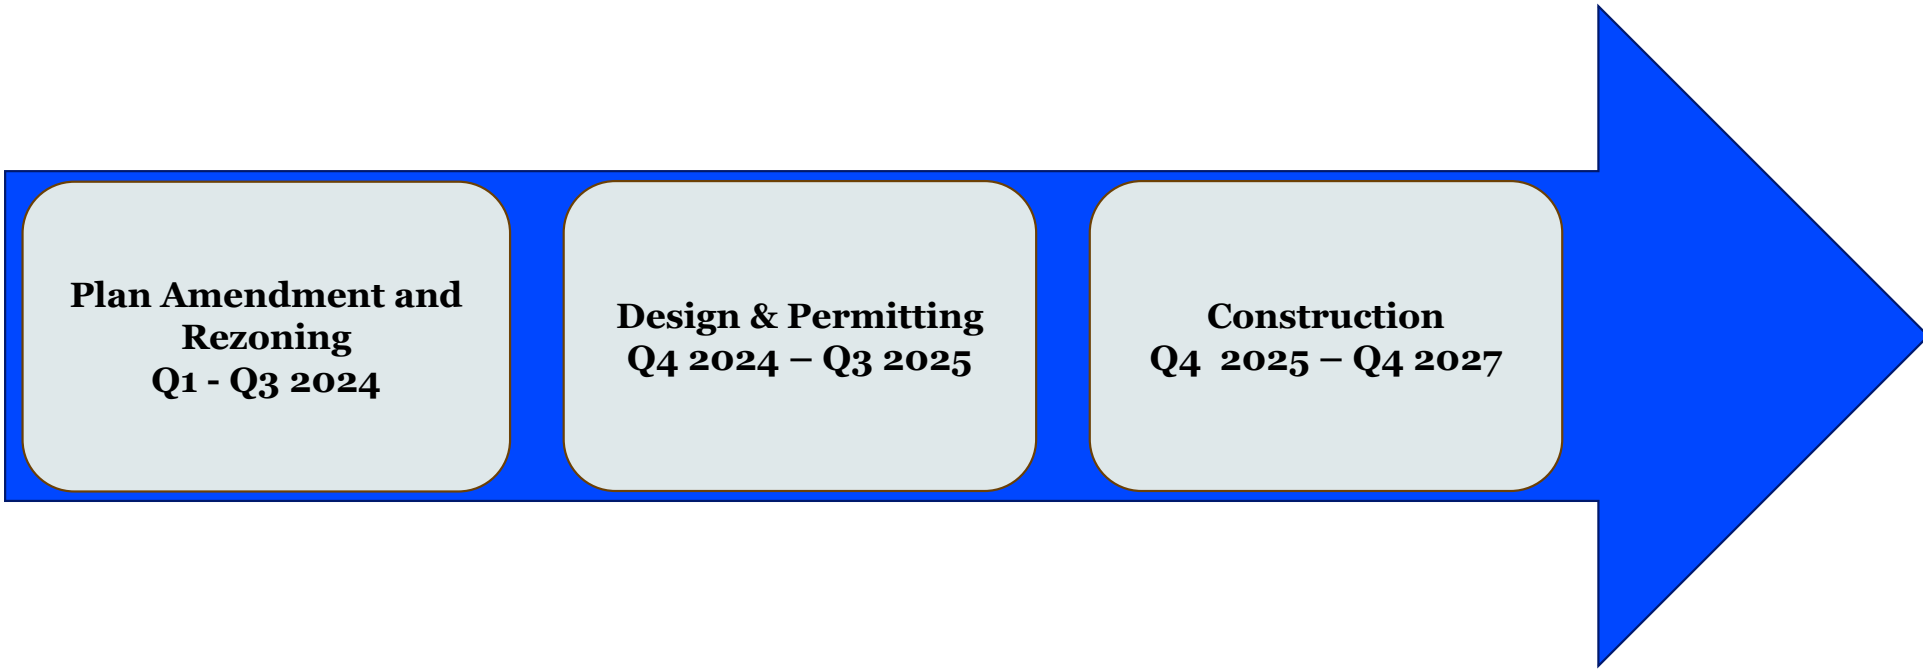 Plan Amendment and
Rezoning
Q1 - Q3 2024
Design & Permitting
Q4 2024 – Q3 2025
Construction
Q4  2025 – Q4 2027